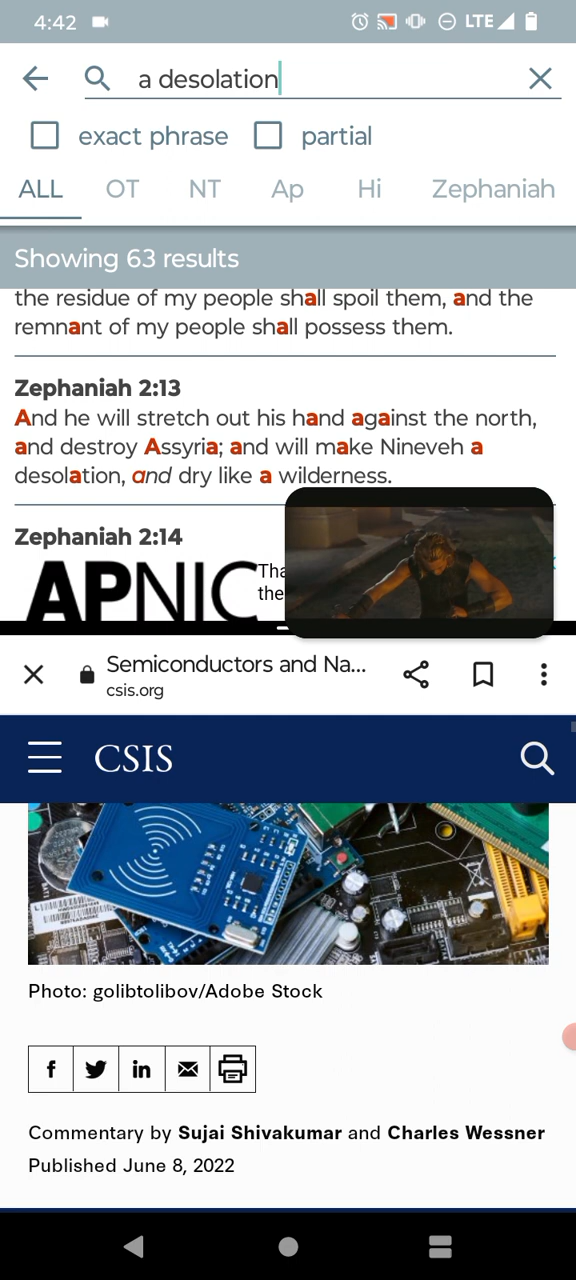 4:42 LTE
a desolation
exact phrase partial
ALL OT NT Ap Hi Zephaniah
Showing 63 results
the residue of my people shall spoil them, and the
remnant of my people shall possess them.
Zephaniah 2:13
And he will stretch out his hand against the north,
and destroy Assyria; and will make Nineveh a
desolation, and dry like a wilderness.
Zephaniah 2:14
APNIC
the
Semiconductors and Na...
csis.org
CSIS
Photo: golibtolibov/Adobe Stock
f in
Commentary by Sujai Shivakumar and Charles Wessner
Published June 8, 2022